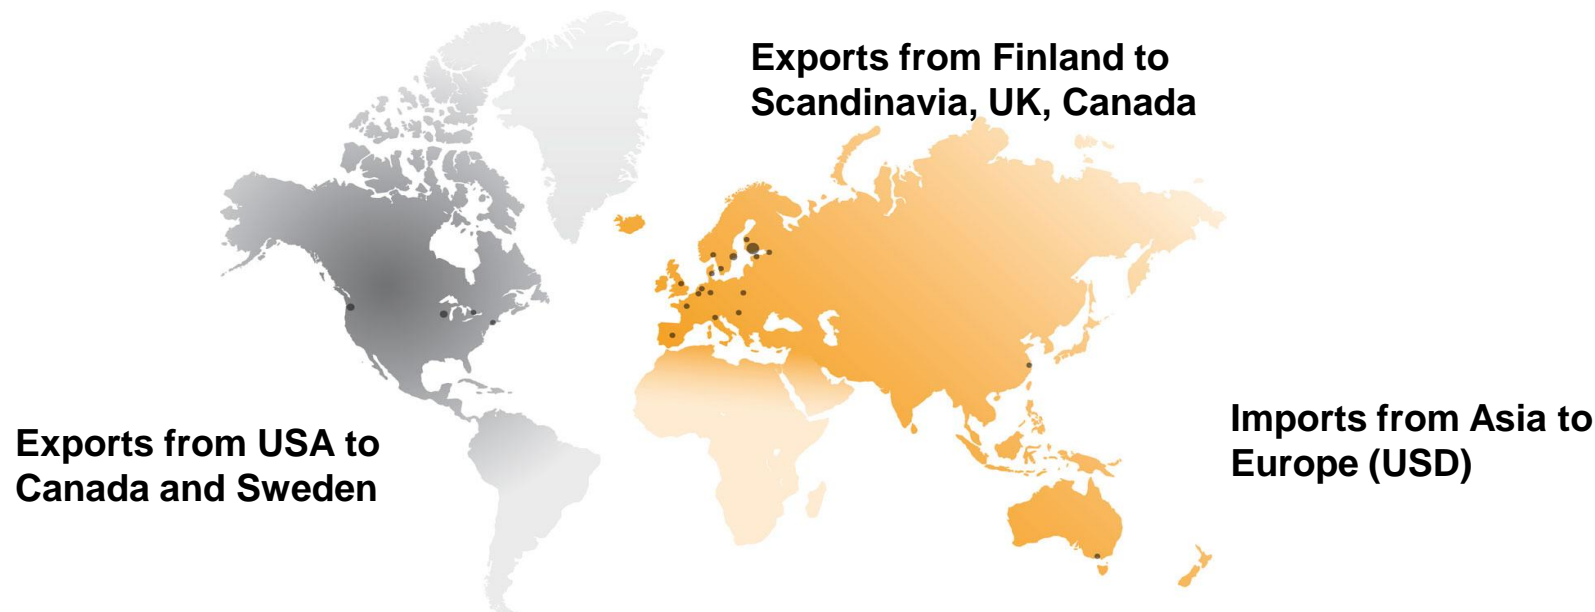 Exports from Finland to
Scandinavia, UK, Canada
Exports from USA to
Canada and Sweden
Imports from Asia to
Europe (USD)